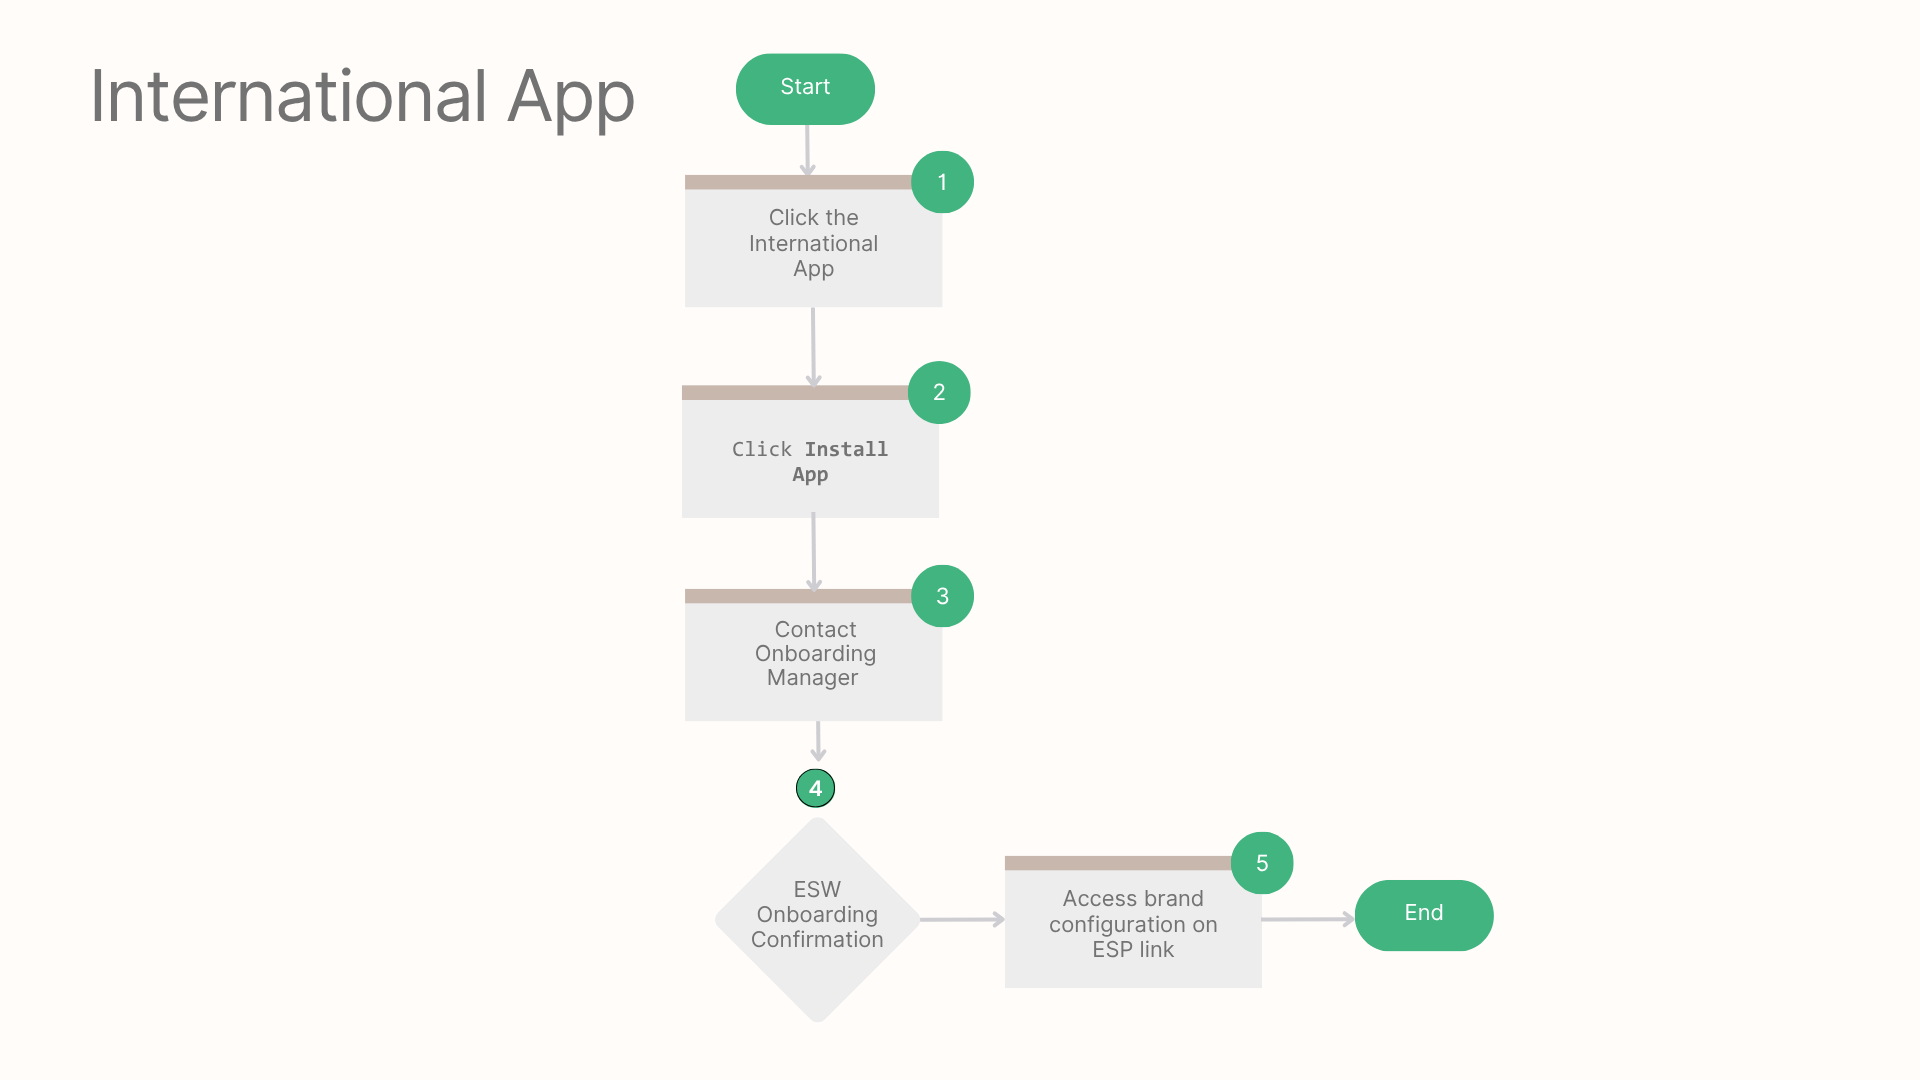 International App
Start
1
Click the
International
App
2
Click Install
App
3
Contact
Onboarding
Manager
4
ESW
Onboarding
Confirmation
5
Access brand
configuration on
ESP link
End